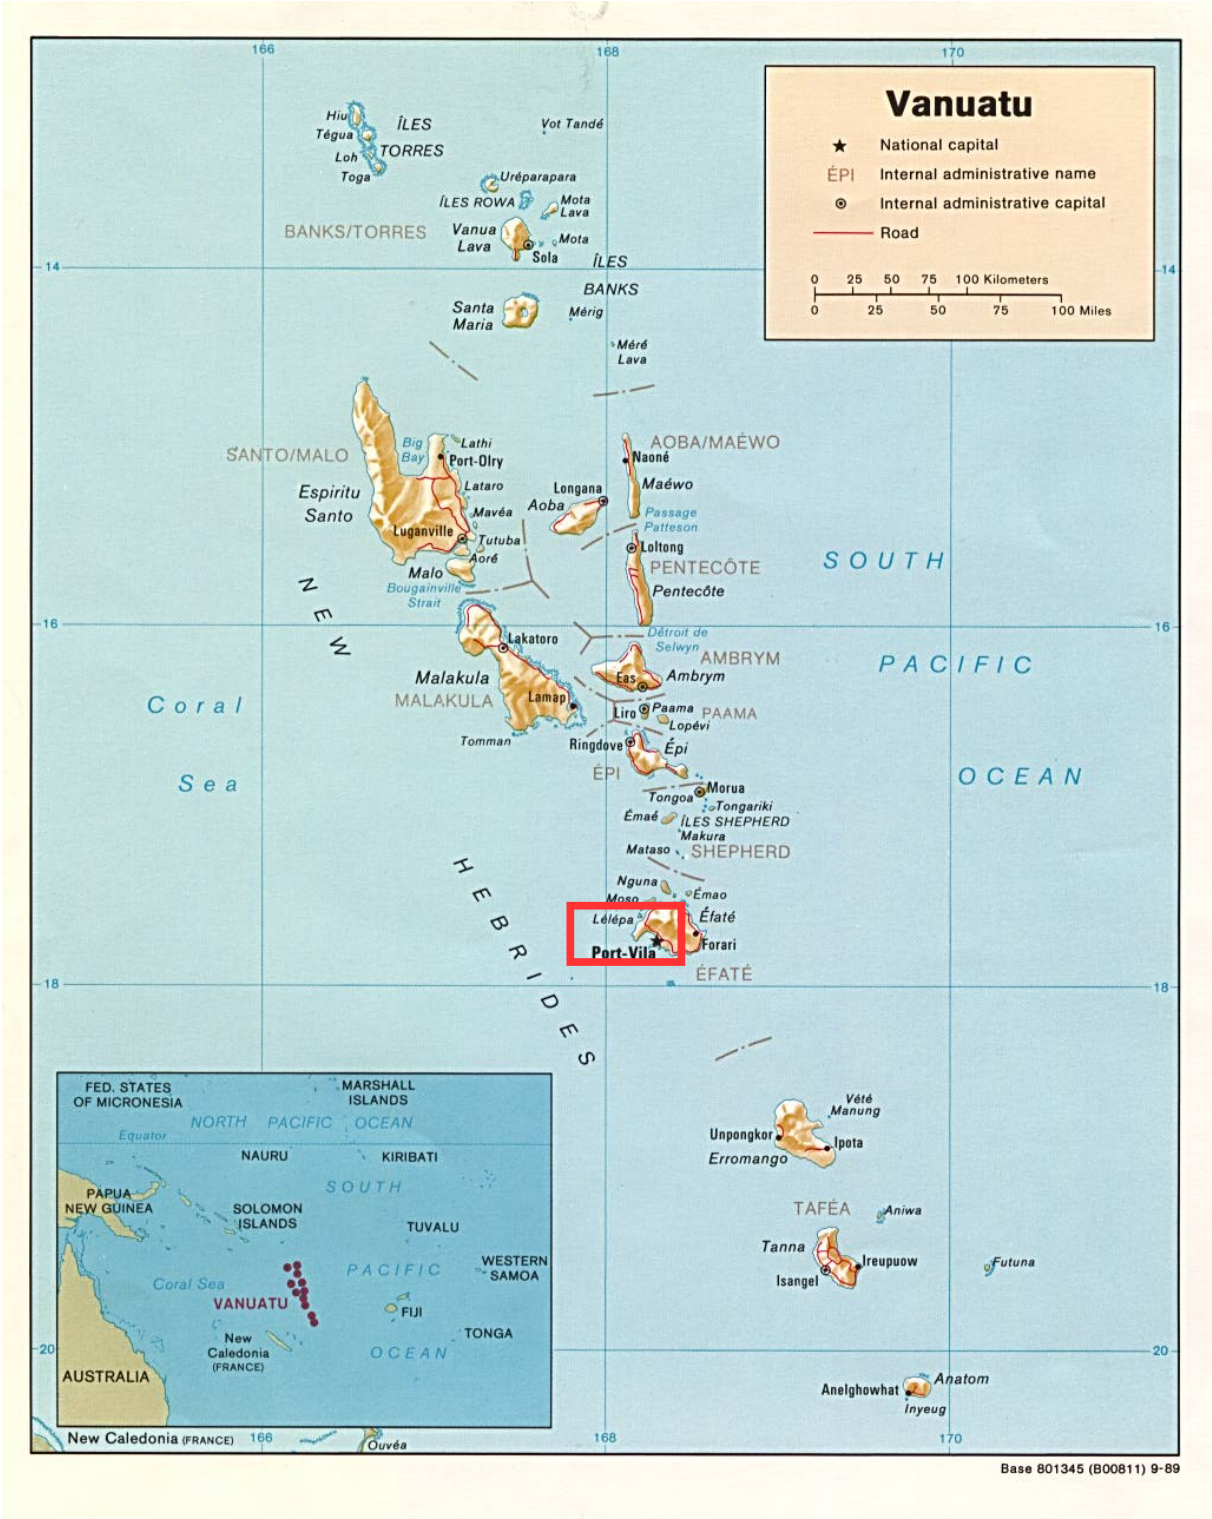 166
168
170
Vanuatu
National capital
ÉPI
Internal administrative name
Internal administrative capital
Road
0 25 50 75 100 Kilometers
0 25 50 75 100 Miles
Hiu
Tégua
Loh
Toga
ÎLES
TORRES
Vot Tandé
Uréparapara
ÎLES ROWA
Mota
Lava
BANKS/TORRES
Vanua
Lava
Mota
Sola
14
14
ÎLES
BANKS
Santa
Maria
Mérig
Méré
Lava
SANTO/MALO
Big
Bay
Lathi
Port-Olry
Espiritu
Santo
Lataro
Mavéa
Luganville
Tutuba
Aoré
Malo
Bougainville
Strait
AOBA/MAÉWO
Naoné
Maéwo
Longana
Aoba
Passage
Patteson
Loltong
PENTECÔTE
Pentecôte
SOUTH
PACIFIC
OCEAN
16
16
Détroit de
Selwyn
NEW
Lakatoro
Malakula
MALAKULA
Lamap
Tomman
AMBRYM
Eas
Ambrym
Liro
Paama
PAAMA
Lopévi
Ringdove
Épi
ÉPI
Coral
Sea
Morua
Tongoa
Tongariki
Émaé
ÎLES SHEPHERD
Makura
Mataso
SHEPHERD
HEBRIDES
Nguna
Moso
Émao
Lélépa
Éfaté
Port-Vila
Forari
ÉFATÉ
18
18
Vété
Manung
Unpongkor
Ipota
Erromango
TAFÉA
Aniwa
Tanna
Ireupuow
Isangel
Futuna
20
20
Anelghowhat
Anatom
Inyeug
FED. STATES
OF MICRONESIA
MARSHALL
ISLANDS
NORTH PACIFIC OCEAN
Equator
NAURU
KIRIBATI
SOUTH
PAPUA
NEW GUINEA
SOLOMON
ISLANDS
TUVALU
PACIFIC
WESTERN
SAMOA
Coral Sea
VANUATU
FIJI
New
Caledonia
(FRANCE)
TONGA
OCEAN
AUSTRALIA
New Caledonia (FRANCE)
166
Ouvéa
168
170
Base 801345 (B00811) 9-89